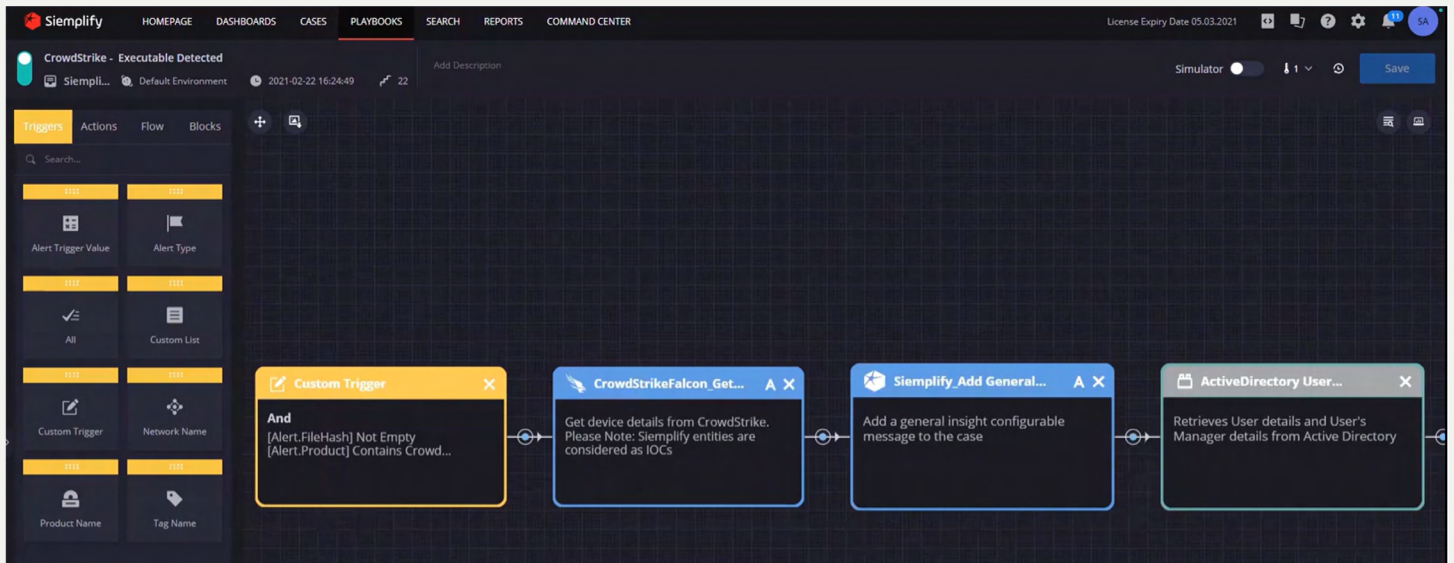 Siemplify
HOMEPAGE DASHBOARDS CASES PLAYBOOKS SEARCH REPORTS COMMAND CENTER
License Expiry Date 05.03.2021
11
SA
CrowdStrike - Executable Detected
Siempli... Default Environment 2021-02-22 16:24:49 22
Add Description
Simulator 1 Save
Triggers Actions Flow Blocks
Search...
Alert Trigger Value Alert Type
All Custom List
Custom Trigger Network Name
Product Name Tag Name
Custom Trigger
And
[Alert.FileHash] Not Empty
[Alert.Product] Contains Crowd...
CrowdStrikeFalcon_Get... A
Get device details from CrowdStrike.
Please Note: Siemplify entities are
considered as IOCs
Siemplify_Add General... A
Add a general insight configurable
message to the case
ActiveDirectory User...
Retrieves User details and User's
Manager details from Active Directory